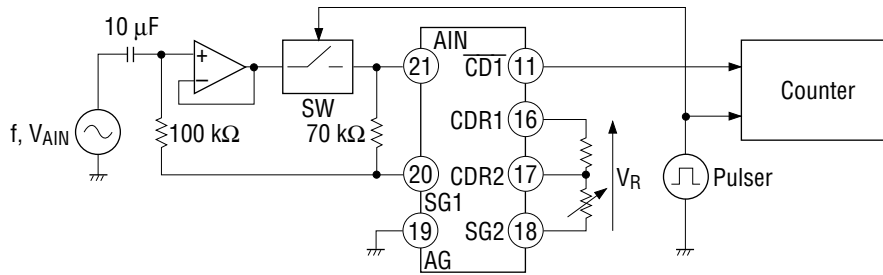 10 µF
AIN
+
−
21
CD1
11
Counter
SW
CDR1
16
f, VAIN
100 kΩ
70 kΩ
20
CDR2
17
VR
Pulser
SG1
19
SG2
18
AG